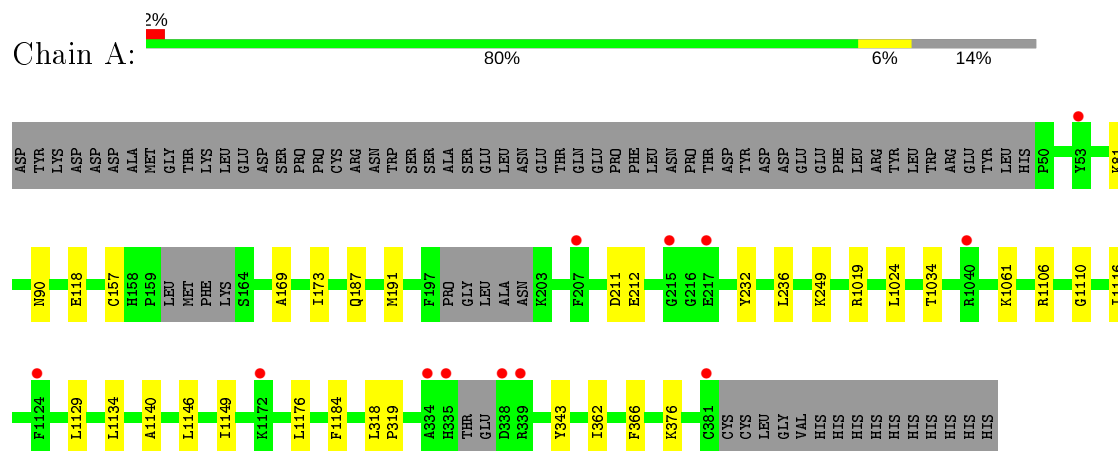 2%
Chain A:
80% 6% 14%
ASP TYR LYS ASP ASP ASP ALA MET GLY THR LYS LEU GLU ASP SER PRO PRO CYS ARG ASN TRP SER SER ALA SER GLU LEU ASN GLU THR GLN GLU PRO PHE LEU ASN PRO THR ASP TYR ASP ASP GLU GLU PHE LEU ARG TYR LEU TRP ARG GLU TYR LEU HIS P50 Y53 K81
N90 E118 C157 H158 P159 LEU MET PHE LYS S164 A169 I173 Q187 M191 F197 PRO GLY LEU ALA ASN K203 F207 D211 E212 G215 G216 E217 Y232 L236 K249 R1019 L1024 T1034 R1040 K1061 R1106 G1110 I1116
F1124 L1129 L1134 A1140 L1146 I1149 K1172 L1176 F1184 L318 P319 A334 H335 THR GLU D338 R339 Y343 I362 F366 K376 C381 CYS CYS LEU GLY VAL HIS HIS HIS HIS HIS HIS HIS HIS HIS HIS